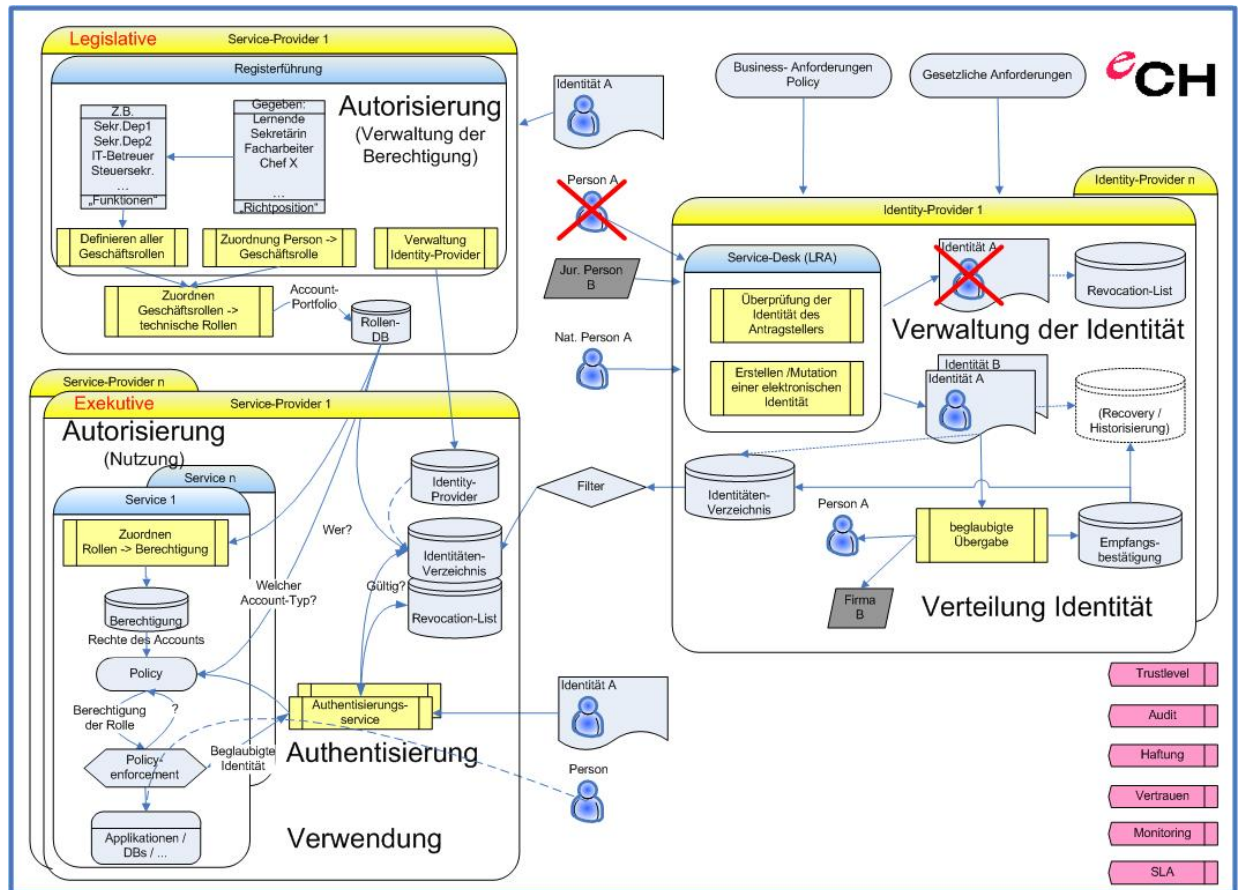 Legislative
Service-Provider 1
Registerführung
Z.B.
Sekr.Dep1
Sekr.Dep2
IT-Betreuer
Steuersekr.
...
„Funktionen“
Gegeben:
Lernende
Sekretärin
Facharbeiter
Chef X
...
„Richtposition“
Autorisierung
(Verwaltung der
Berechtigung)
Definieren aller
Geschäftsrollen
Zuordnung Person ->
Geschäftsrolle
Verwaltung
Identity-Provider
Zuordnen
Geschäftsrollen ->
technische Rollen
Account-
Portfolio
Rollen-
DB
Identität A
Business- Anforderungen
Policy
Gesetzliche Anforderungen
eCH
Person A
Jur. Person
B
Nat. Person A
Identity-Provider n
Identity-Provider 1
Service-Desk (LRA)
Überprüfung der
Identität des
Antragstellers
Erstellen /Mutation
einer elektronischen
Identität
Identität A
Revocation-List
Verwaltung der Identität
Identität B
Identität A
(Recovery /
Historisierung)
Identitäten-
Verzeichnis
Person A
beglaubigte
Übergabe
Empfangs-
bestätigung
Firma
B
Verteilung Identität
Filter
Service-Provider n
Exekutive
Service-Provider 1
Autorisierung
(Nutzung)
Service n
Service 1
Zuordnen
Rollen -> Berechtigung
Berechtigung
Rechte des Accounts
Policy
Berechtigung
der Rolle
?
Policy-
enforcement
Beglaubigte
Identität
Applikationen /
DBs / ...
Wer?
Welcher
Account-Typ?
Gültig?
Identity-
Provider
Identitäten-
Verzeichnis
Revocation-List
Authentisierungs-
service
Authentisierung
Verwendung
Identität A
Person
Trustlevel
Audit
Haftung
Vertrauen
Monitoring
SLA